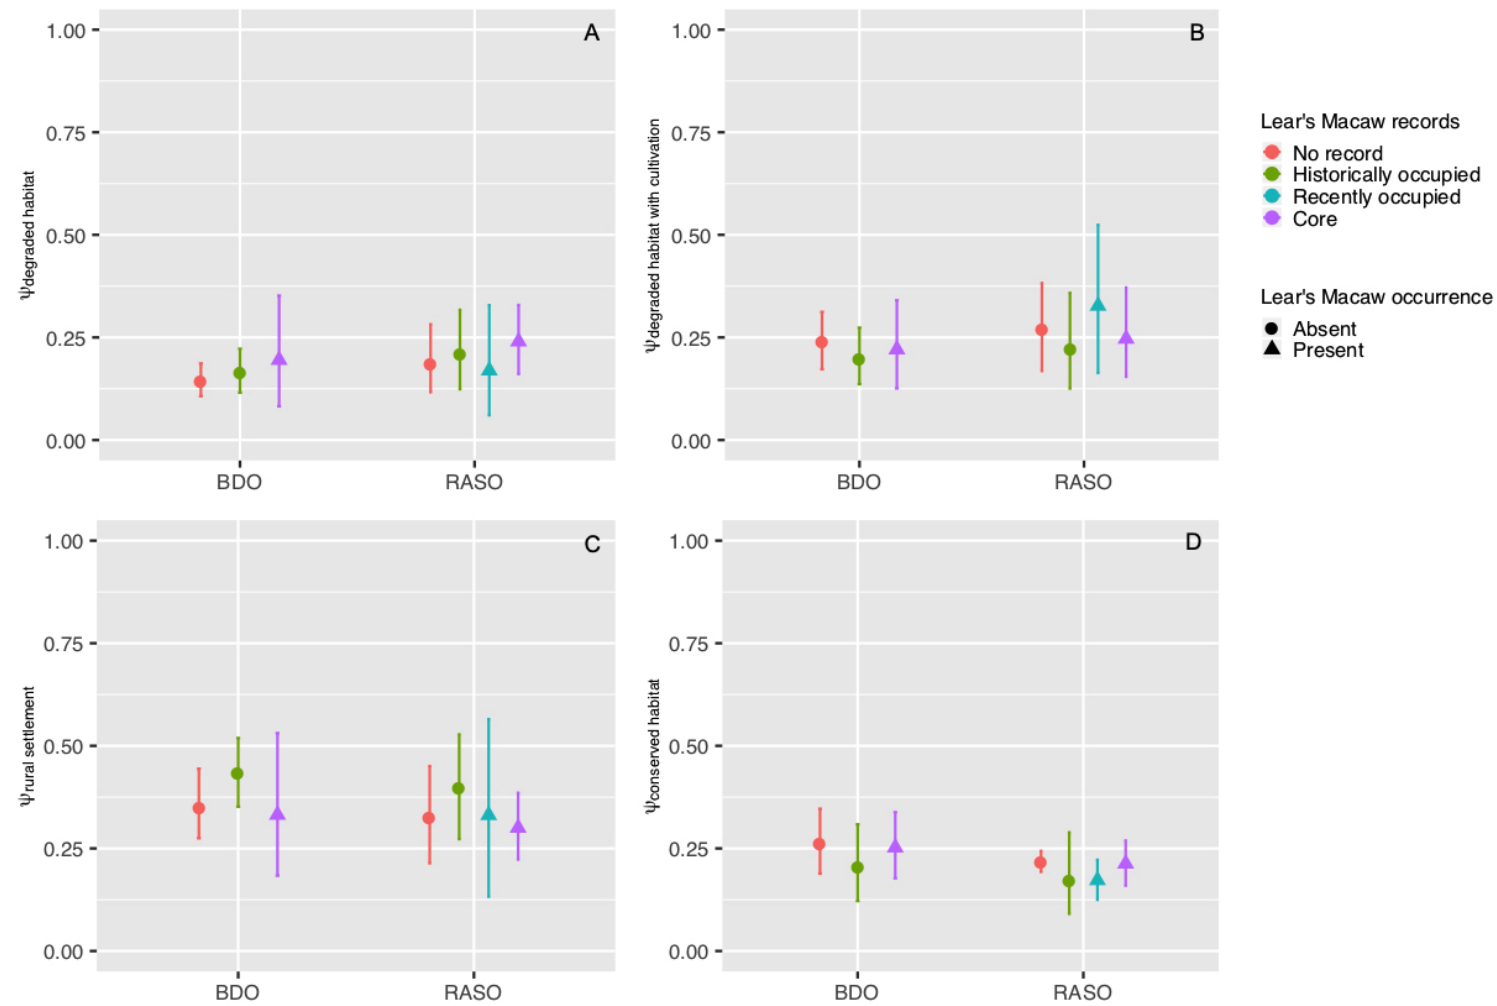 A
1.00
0.75
0.50
0.25
0.00
Ψdegraded habitat
BDO
RASO
B
1.00
0.75
0.50
0.25
0.00
Ψdegraded habitat with cultivation
BDO
RASO
Lear's Macaw records
No record
Historically occupied
Recently occupied
Core
Lear's Macaw occurrence
Absent
Present
C
1.00
0.75
0.50
0.25
0.00
Ψrural settlement
BDO
RASO
D
1.00
0.75
0.50
0.25
0.00
Ψconserved habitat
BDO
RASO